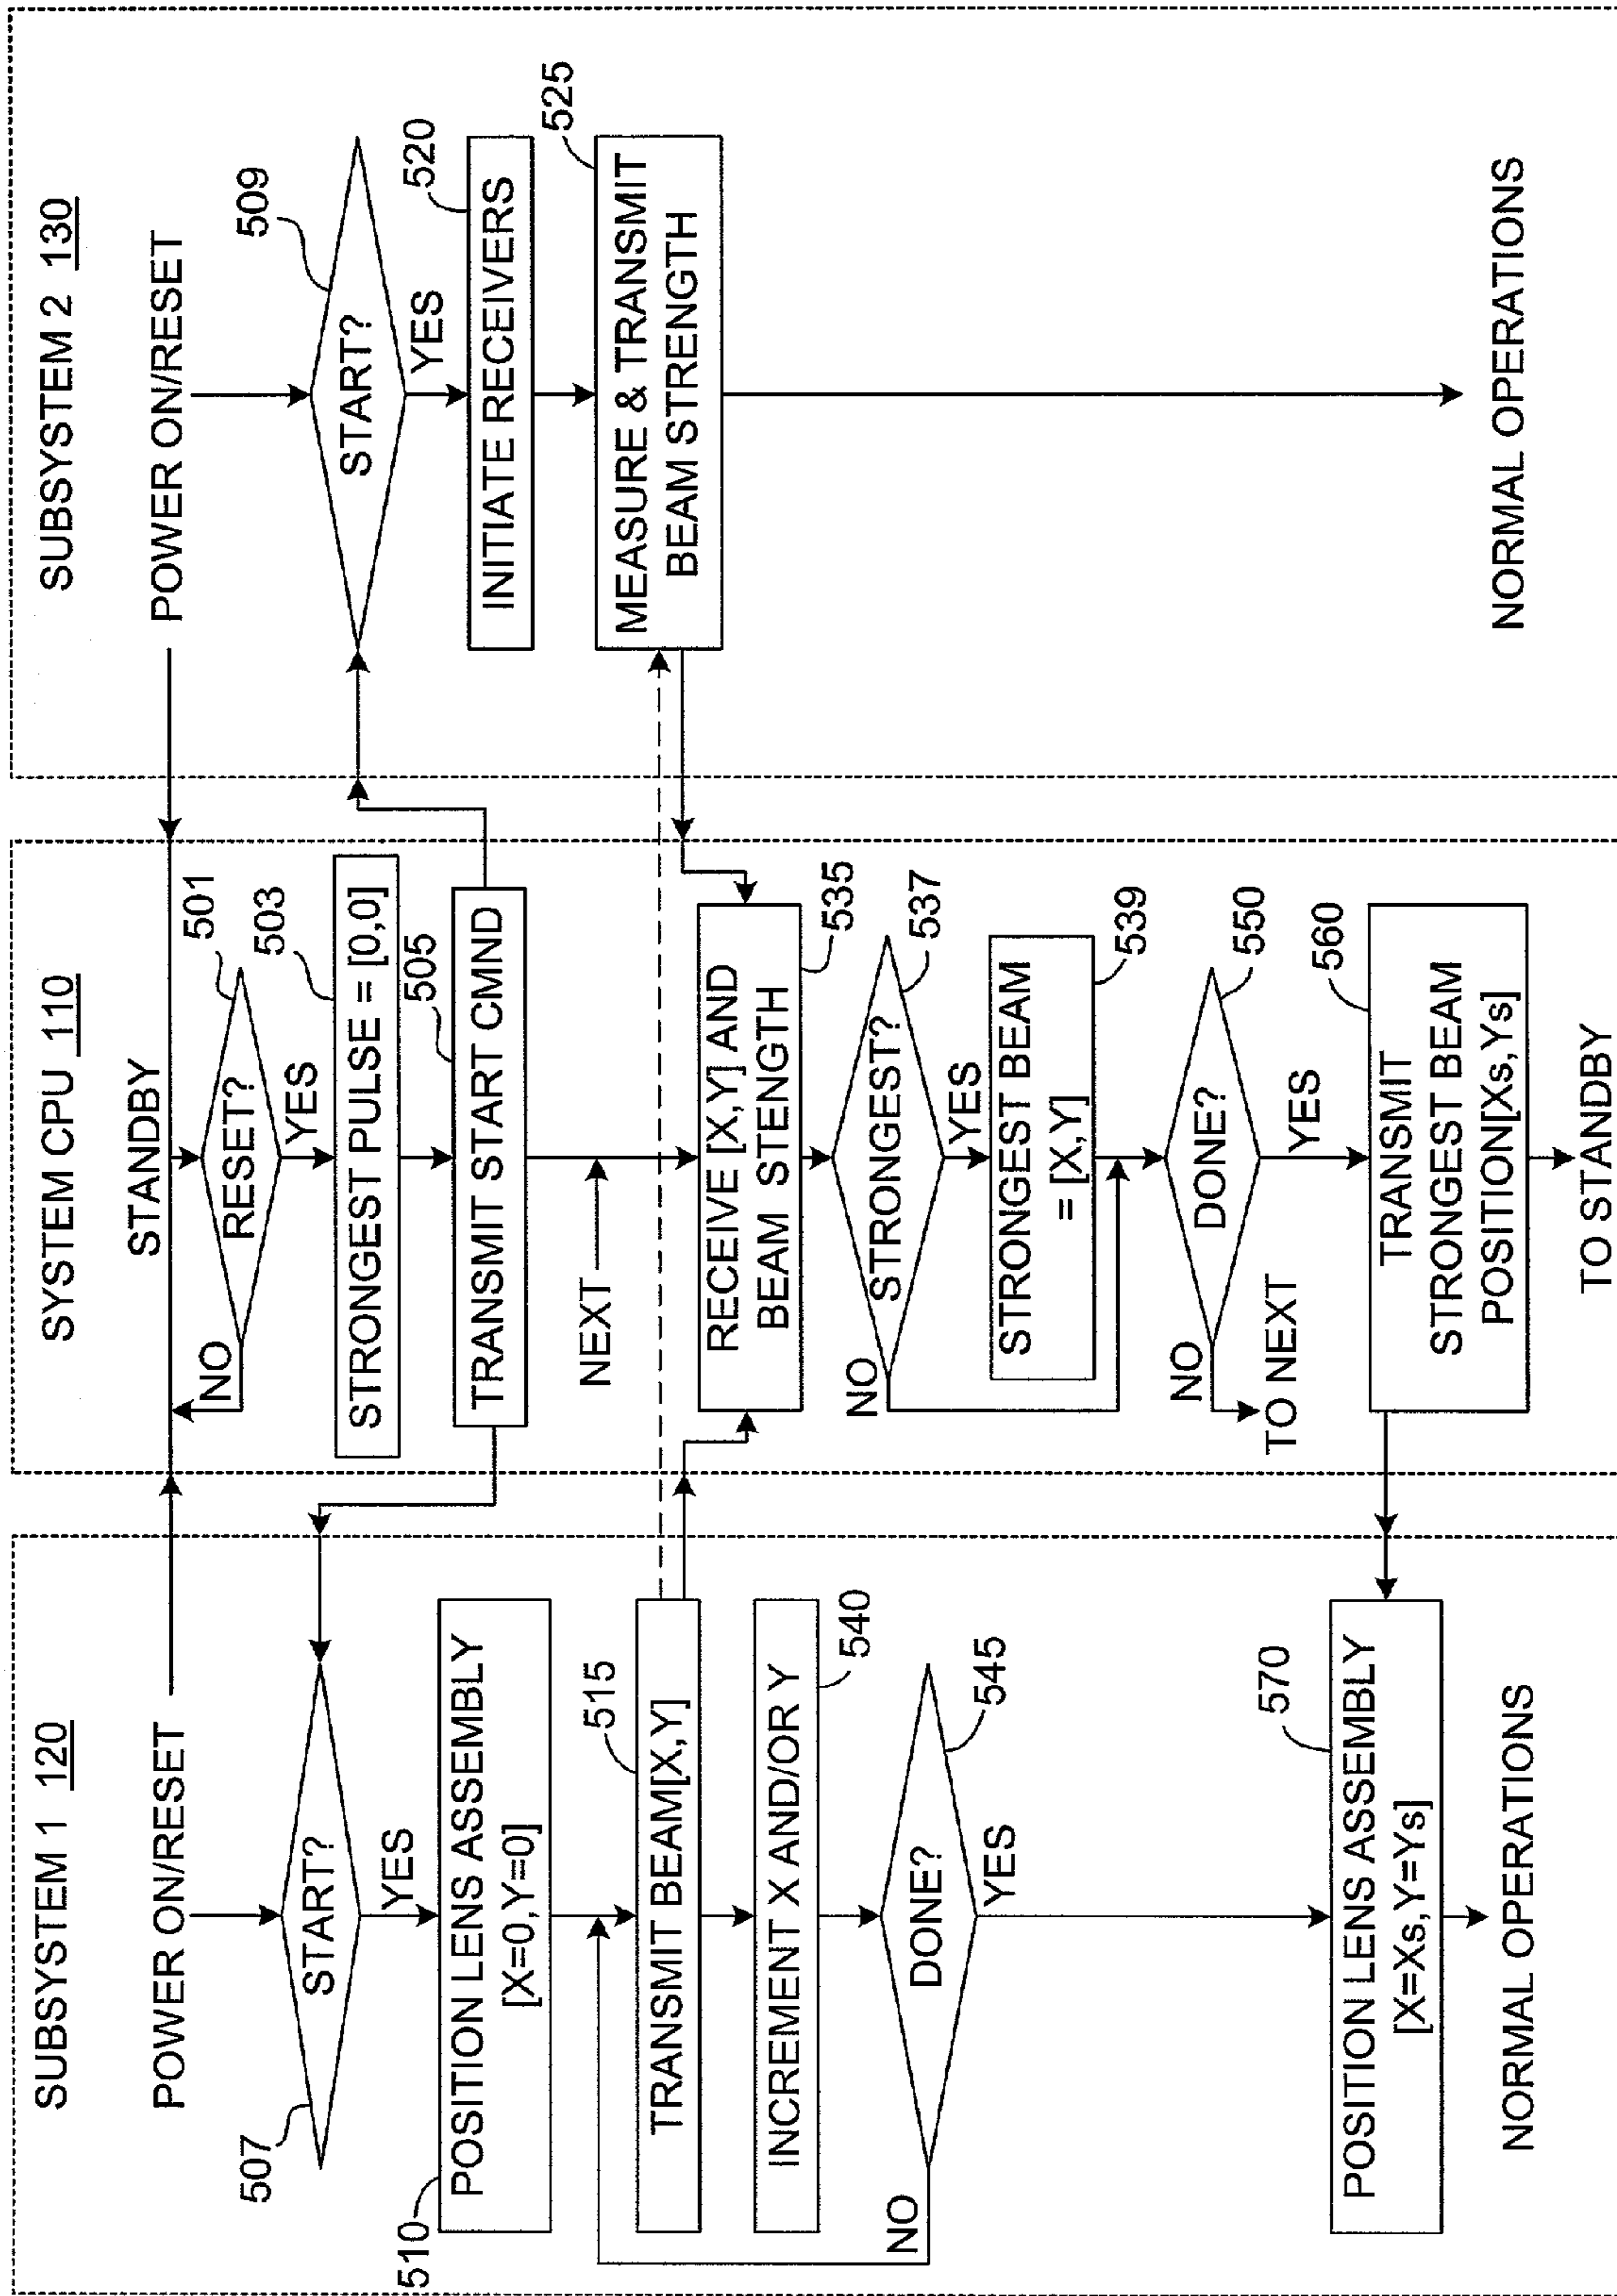 SUBSYSTEM 1 120
POWER ON/RESET
START?
507
YES
POSITION LENS ASSEMBLY
[X=0,Y=0]
510
TRANSMIT BEAM[X,Y]
515
INCREMENT X AND/OR Y
540
DONE?
545
NO
YES
POSITION LENS ASSEMBLY
[X=Xs,Y=Ys]
570
NORMAL OPERATIONS
SYSTEM CPU 110
STANDBY
RESET?
501
NO
YES
STRONGEST PULSE = [0,0]
503
TRANSMIT START CMND
505
NEXT
RECEIVE [X,Y] AND
BEAM STENGTH
535
STRONGEST?
537
NO
YES
STRONGEST BEAM
= [X,Y]
539
DONE?
550
NO
TO NEXT
YES
TRANSMIT
STRONGEST BEAM
POSITION[Xs,Ys]
560
TO STANDBY
SUBSYSTEM 2 130
POWER ON/RESET
START?
509
YES
INITIATE RECEIVERS
520
MEASURE & TRANSMIT
BEAM STRENGTH
525
NORMAL OPERATIONS